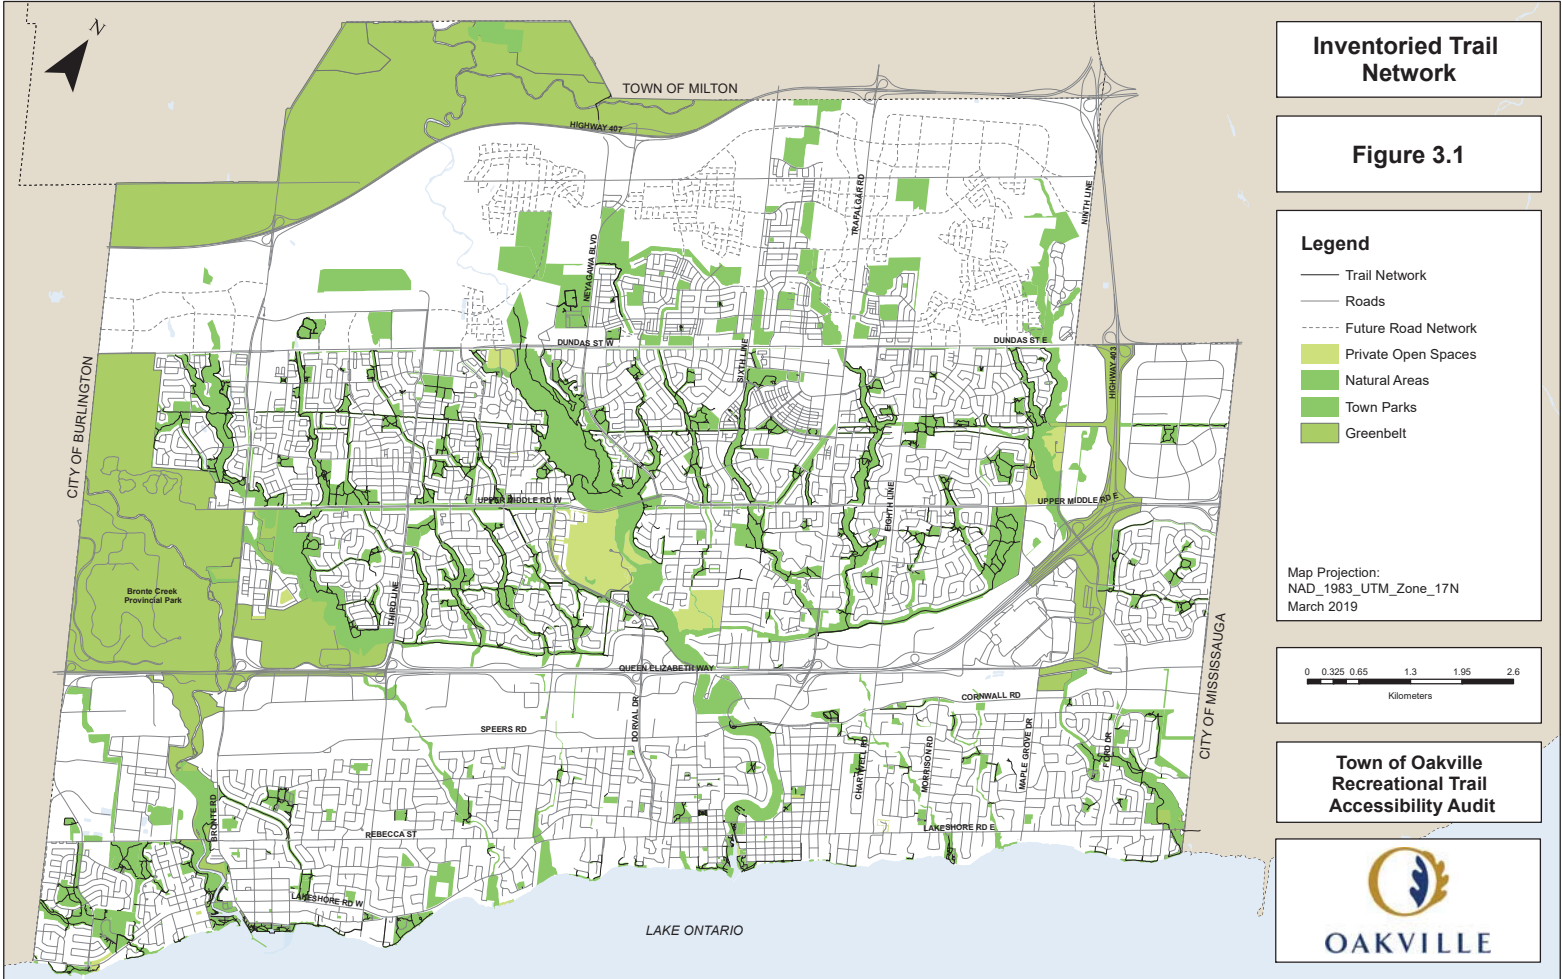 N
TOWN OF MILTON
HIGHWAY 407
NEYAGAWA BLVD
TRAFALGAR RD
NINTH LINE
DUNDAS ST W
SIXTH LINE
DUNDAS ST E
HIGHWAY 403
CITY OF BURLINGTON
UPPER MIDDLE RD W
EIGHTH LINE
UPPER MIDDLE RD E
Bronte Creek
Provincial Park
THIRD LINE
QUEEN ELIZABETH WAY
CITY OF MISSISSAUGA
CORNWALL RD
SPEERS RD
DORVAL DR
CHARTWELL RD
MORRISON RD
MAPLE GROVE DR
FORD DR
BRONTE RD
REBECCA ST
LAKESHORE RD E
LAKESHORE RD W
LAKE ONTARIO
Inventoried Trail
Network
Figure 3.1
Legend
Trail Network
Roads
Future Road Network
Private Open Spaces
Natural Areas
Town Parks
Greenbelt
Map Projection:
NAD_1983_UTM_Zone_17N
March 2019
0 0.325 0.65 1.3 1.95 2.6
Kilometers
Town of Oakville
Recreational Trail
Accessibility Audit
OAKVILLE